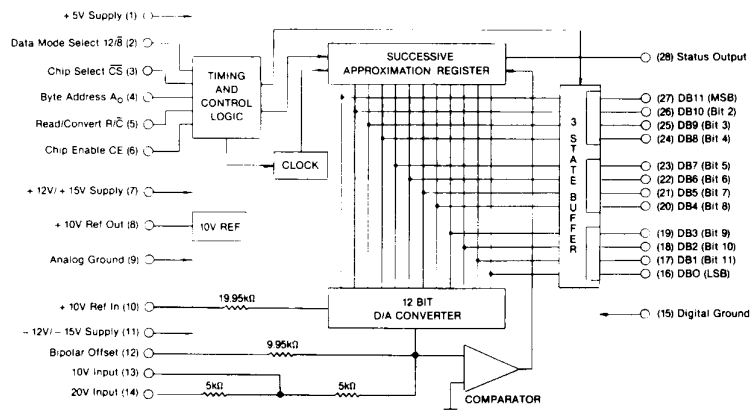 + 5V Supply (1)
Data Mode Select 12/8̅ (2)
Chip Select C̅S̅ (3)
Byte Address A₀ (4)
Read/Convert R/C̅ (5)
Chip Enable CE (6)
+ 12V/ + 15V Supply (7)
+ 10V Ref Out (8)
Analog Ground (9)
+ 10V Ref In (10)
− 12V/ − 15V Supply (11)
Bipolar Offset (12)
10V Input (13)
20V Input (14)
TIMING
AND
CONTROL
LOGIC
CLOCK
10V REF
SUCCESSIVE
APPROXIMATION REGISTER
12 BIT
D/A CONVERTER
19.95kΩ
9.95kΩ
5kΩ
5kΩ
COMPARATOR
3 STATE BUFFER
(28) Status Output
(27) DB11 (MSB)
(26) DB10 (Bit 2)
(25) DB9 (Bit 3)
(24) DB8 (Bit 4)
(23) DB7 (Bit 5)
(22) DB6 (Bit 6)
(21) DB5 (Bit 7)
(20) DB4 (Bit 8)
(19) DB3 (Bit 9)
(18) DB2 (Bit 10)
(17) DB1 (Bit 11)
(16) DBO (LSB)
(15) Digital Ground